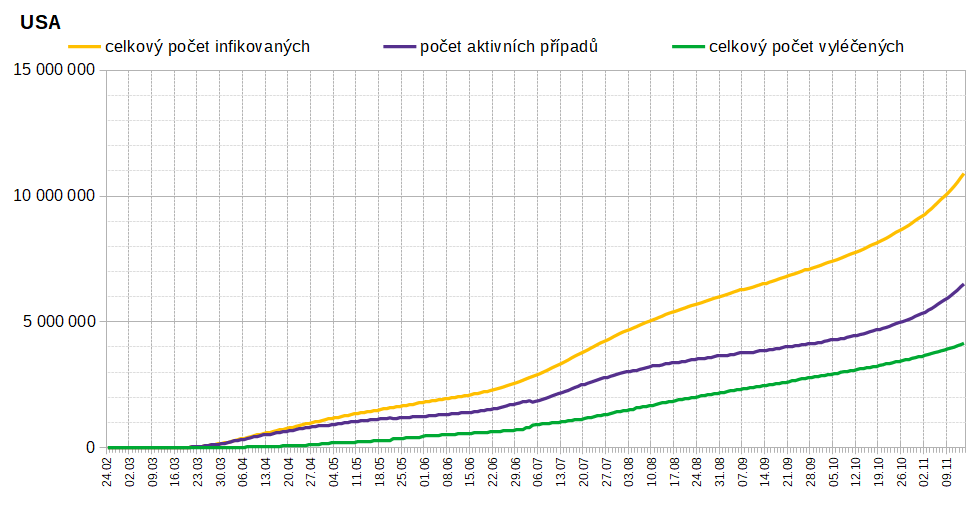 USA
celkový počet infikovaných počet aktivních případů celkový počet vyléčených
15 000 000
10 000 000
5 000 000
0
24.02 02.03 09.03 16.03 23.03 30.03 06.04 13.04 20.04 27.04 04.05 11.05 18.05 25.05 01.06 08.06 15.06 22.06 29.06 06.07 13.07 20.07 27.07 03.08 10.08 17.08 24.08 31.08 07.09 14.09 21.09 28.09 05.10 12.10 19.10 26.10 02.11 09.11